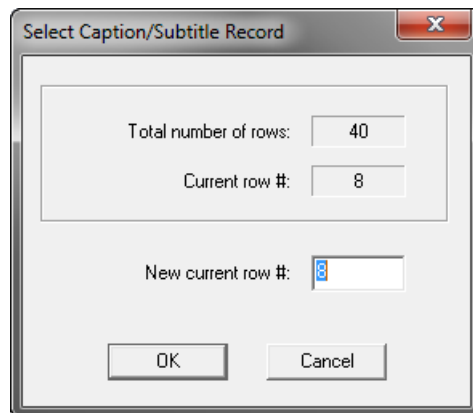 Select Caption/Subtitle Record
Total number of rows: 40
Current row #: 8
New current row #: 8
OK Cancel